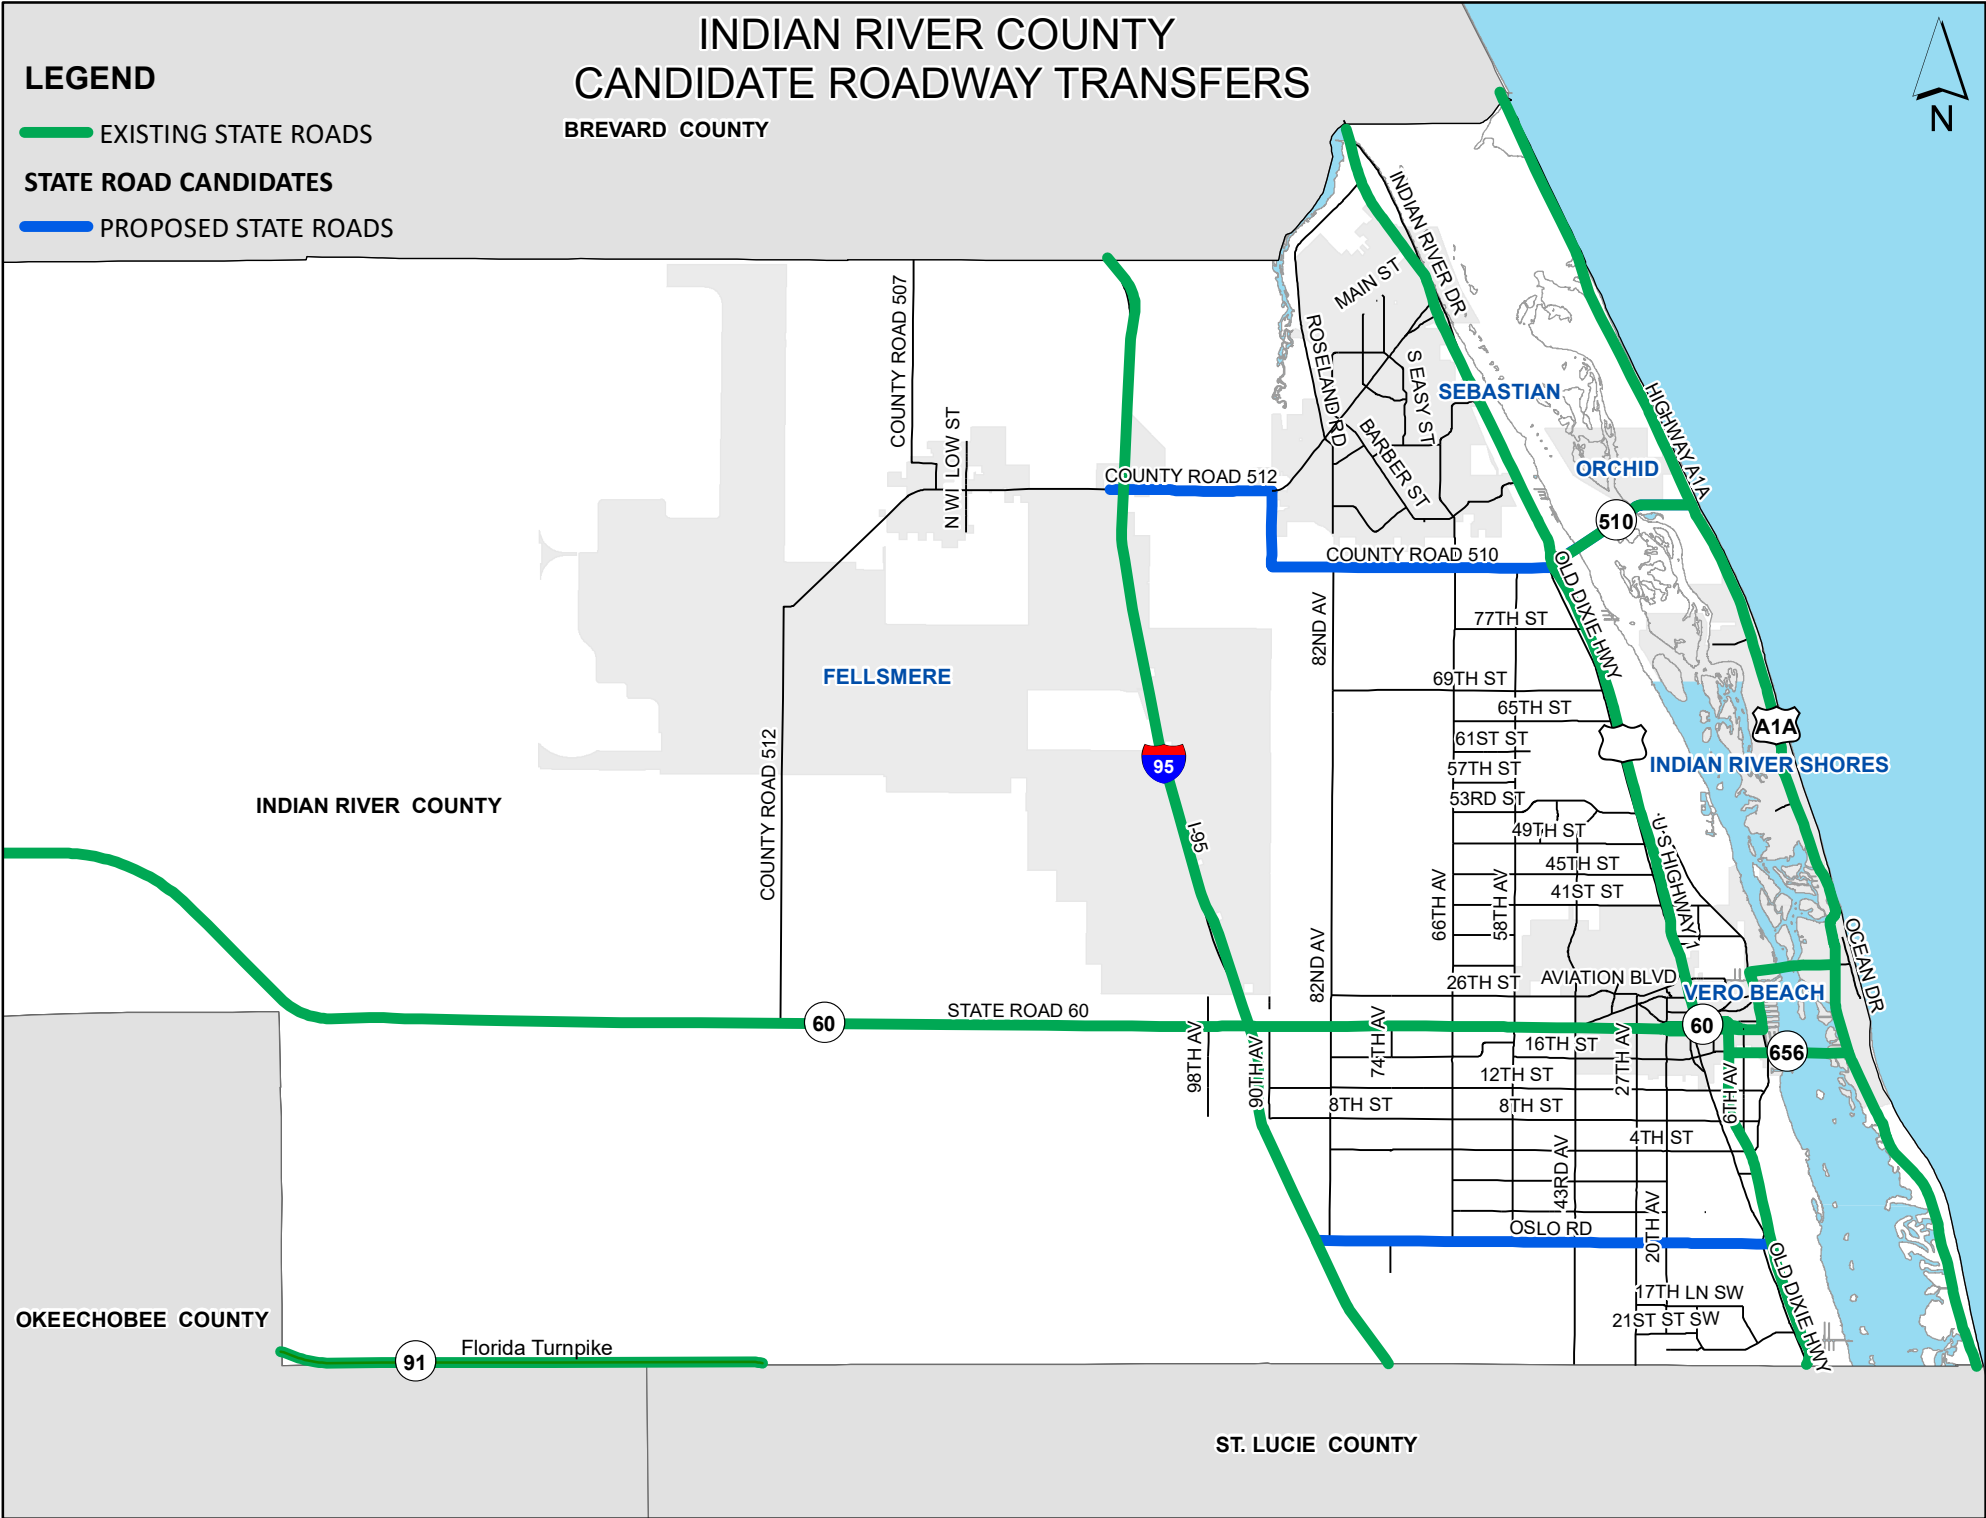 INDIAN RIVER COUNTY
CANDIDATE ROADWAY TRANSFERS
LEGEND
EXISTING STATE ROADS
STATE ROAD CANDIDATES
PROPOSED STATE ROADS
BREVARD  COUNTY
N
INDIAN RIVER DR
MAIN ST
COUNTY ROAD 507
ROSELAND RD
S EASY ST
SEBASTIAN
HIGHWAY A1A
N WI LOW ST
BARBER ST
ORCHID
COUNTY ROAD 512
510
COUNTY ROAD 510
OLD DIXIE HWY
82ND AV
77TH ST
FELLSMERE
69TH ST
65TH ST
A1A
61ST ST
INDIAN RIVER SHORES
95
57TH ST
COUNTY ROAD 512
INDIAN RIVER  COUNTY
53RD ST
I-95
49TH ST
U S HIGHWAY 1
45TH ST
41ST ST
66TH AV
58TH AV
82ND AV
OCEAN DR
26TH ST
AVIATION BLVD
VERO BEACH
STATE ROAD 60
60
60
98TH AV
90TH AV
74TH AV
16TH ST
27TH AV
656
12TH ST
6TH AV
8TH ST
8TH ST
4TH ST
43RD AV
20TH AV
OSLO RD
OLD DIXIE HWY
17TH LN SW
21ST ST SW
OKEECHOBEE  COUNTY
91
Florida Turnpike
ST. LUCIE  COUNTY